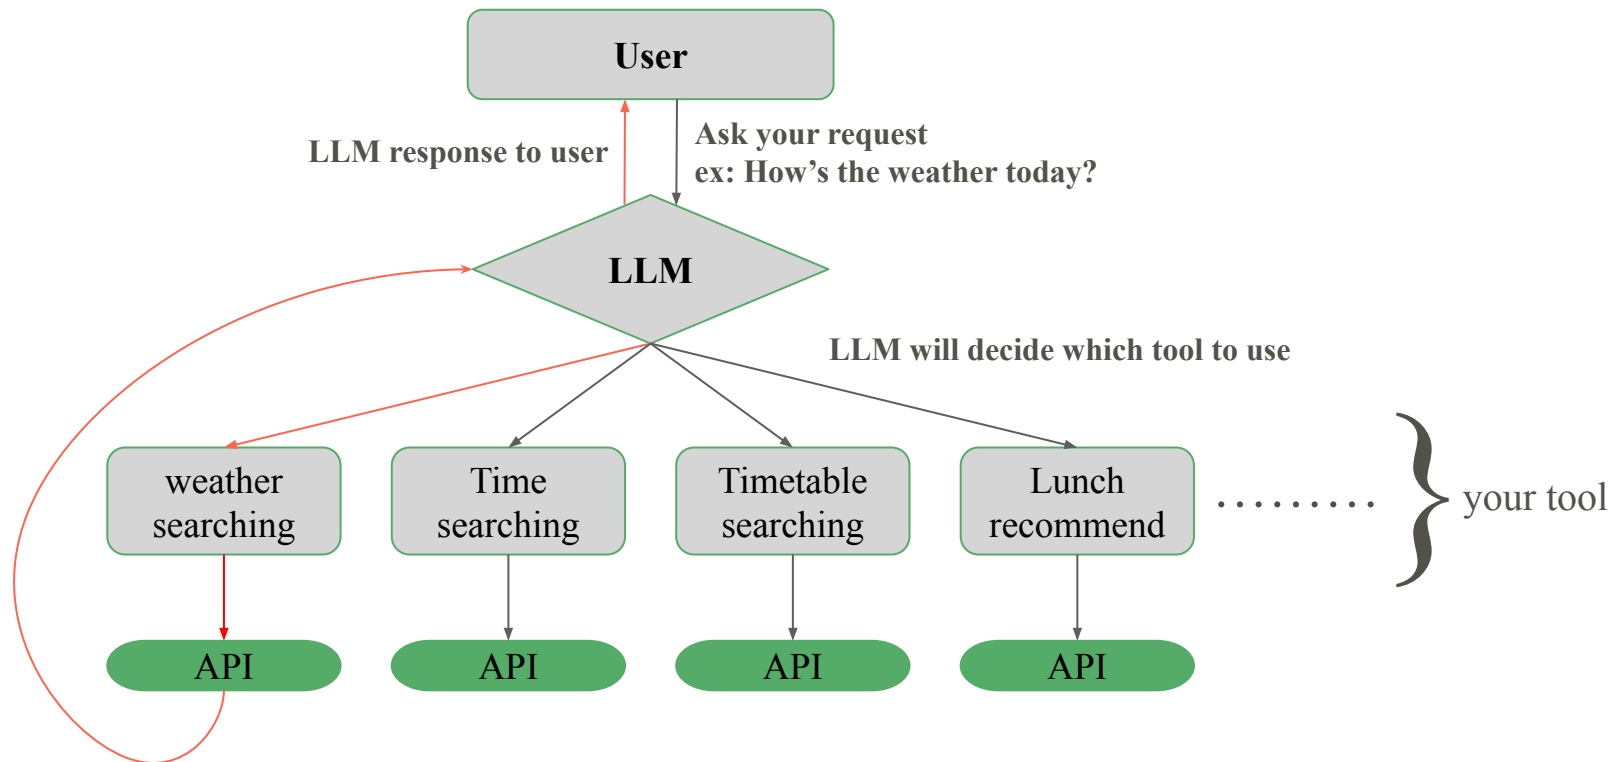 User
LLM response to user
Ask your request
ex: How’s the weather today?
LLM
LLM will decide which tool to use
weather
searching
Time
searching
Timetable
searching
Lunch
recommend
.........
} your tool
API
API
API
API